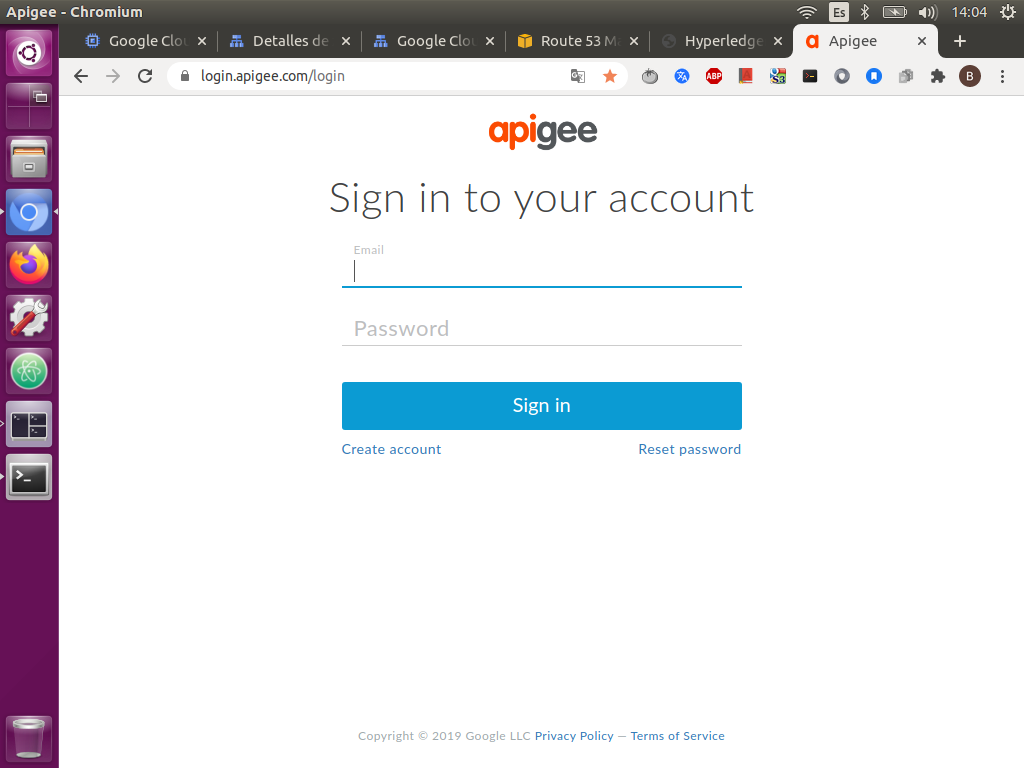 Apigee - Chromium
Es
14:04
Google Clou
Detalles de
Google Clou
Route 53 M
Hyperledge
Apigee
login.apigee.com/login
ABP
S3
B
apigee
Sign in to your account
Email
Password
Sign in
Create account
Reset password
Copyright © 2019 Google LLC Privacy Policy — Terms of Service